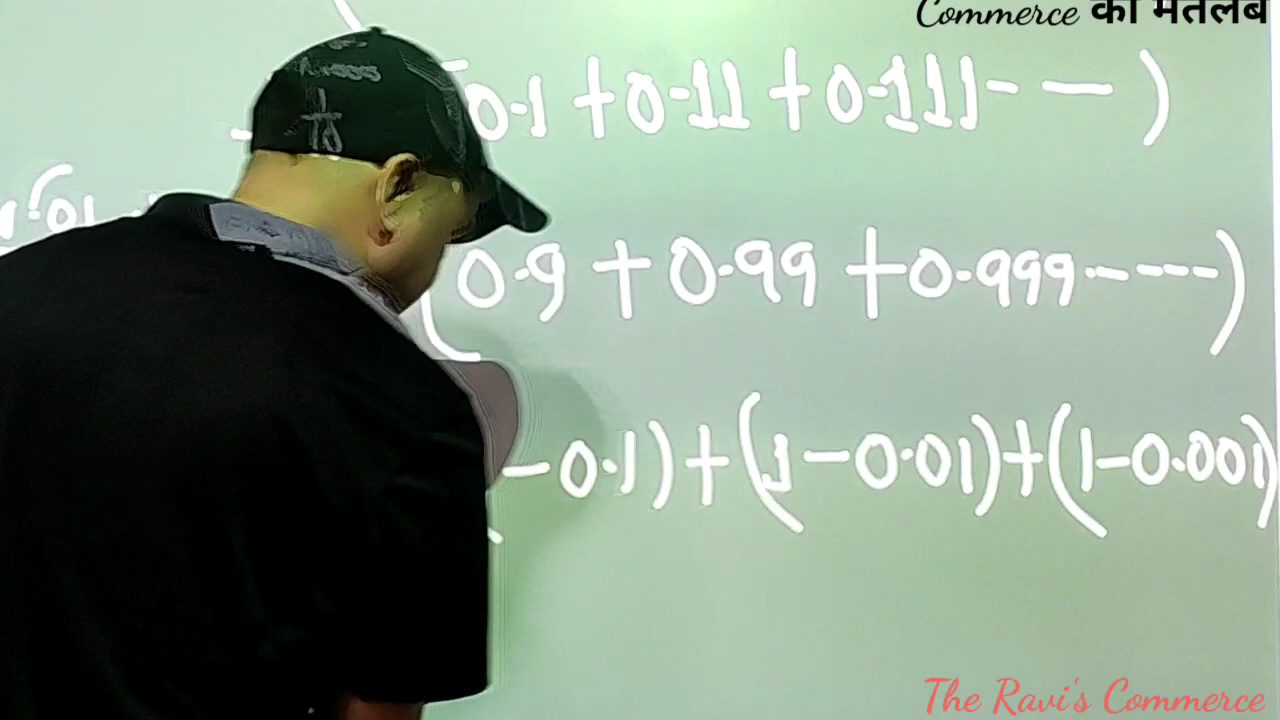 Commerce का मतलब
0.1 + 0.11 + 0.111 - - — )
(0.9 + 0.99 + 0.999 - - - - - )
- 0.1) + (1 - 0.01) + (1 - 0.001)
The Ravi's Commerce